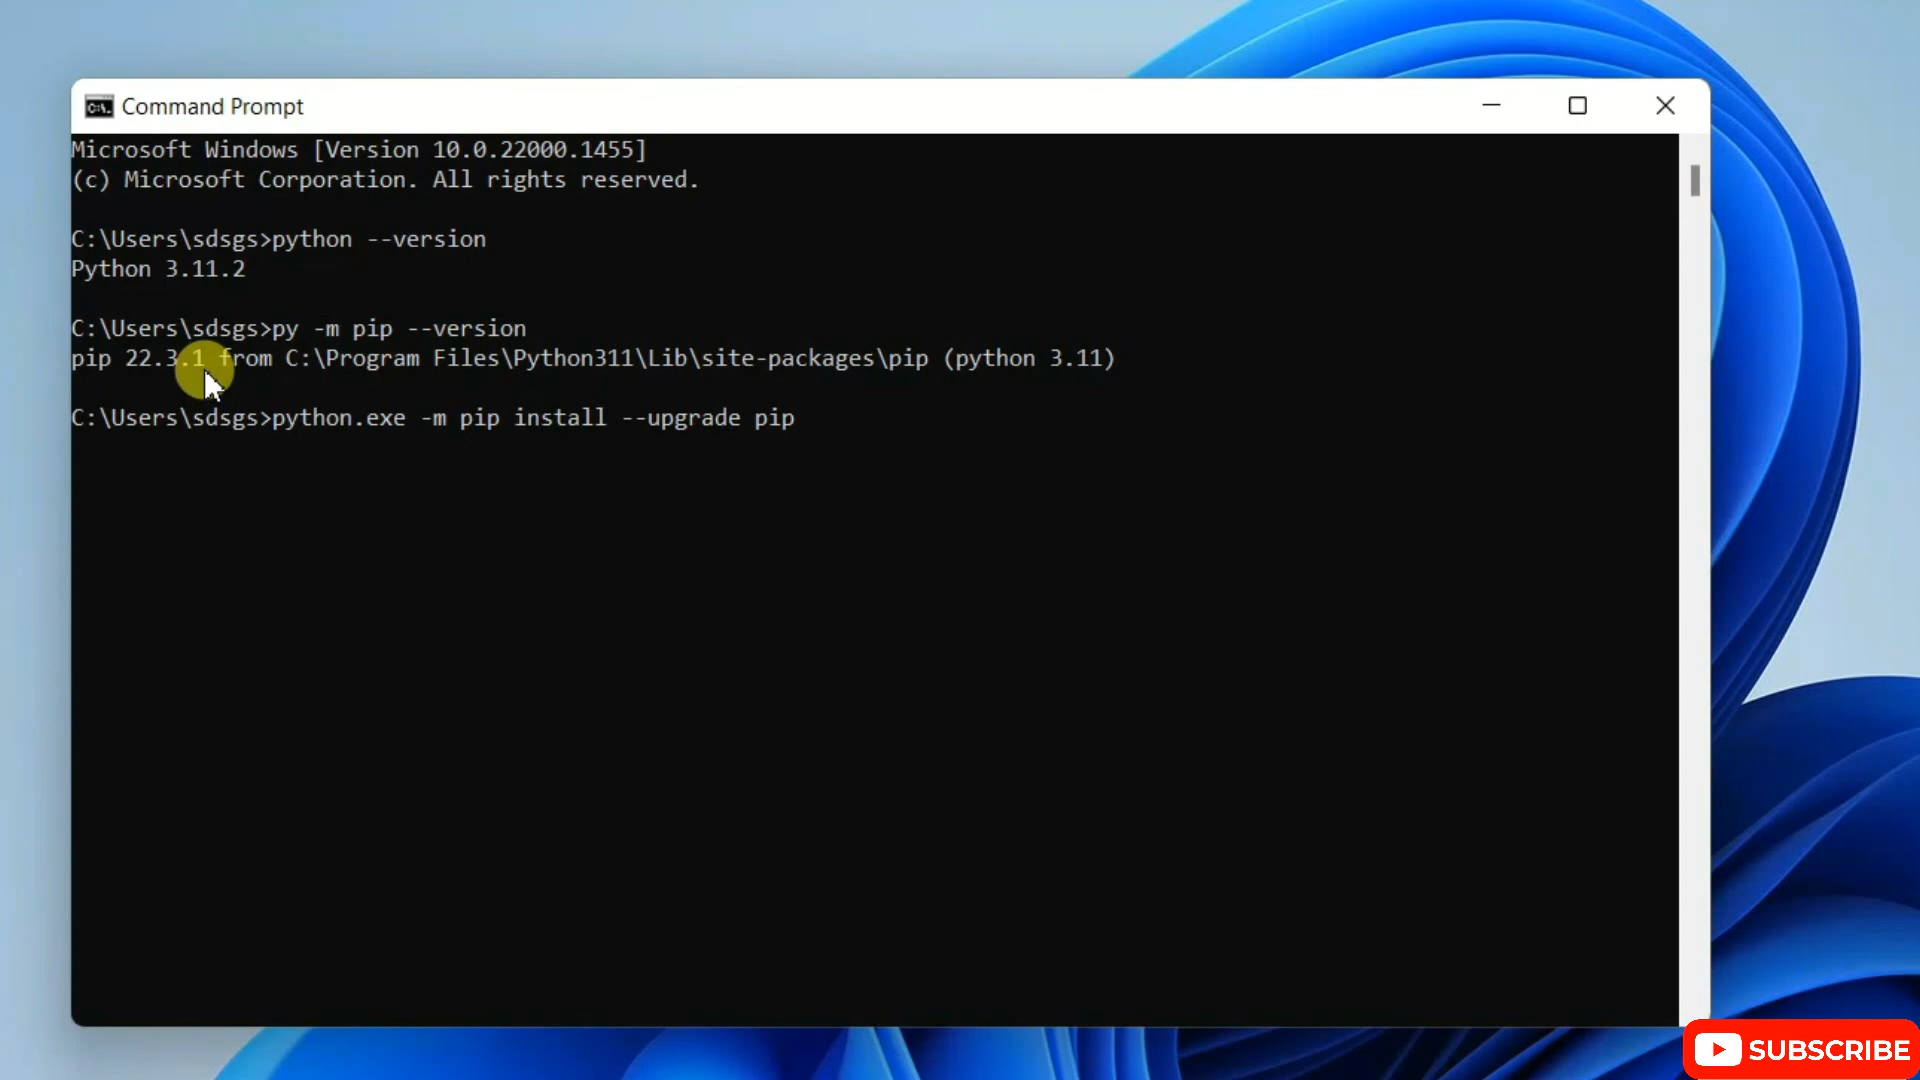 Command Prompt
Microsoft Windows [Version 10.0.22000.1455]
(c) Microsoft Corporation. All rights reserved.
C:\Users\sdsgs>python --version
Python 3.11.2
C:\Users\sdsgs>py -m pip --version
pip 22.3.1 from C:\Program Files\Python311\Lib\site-packages\pip (python 3.11)
C:\Users\sdsgs>python.exe -m pip install --upgrade pip
SUBSCRIBE